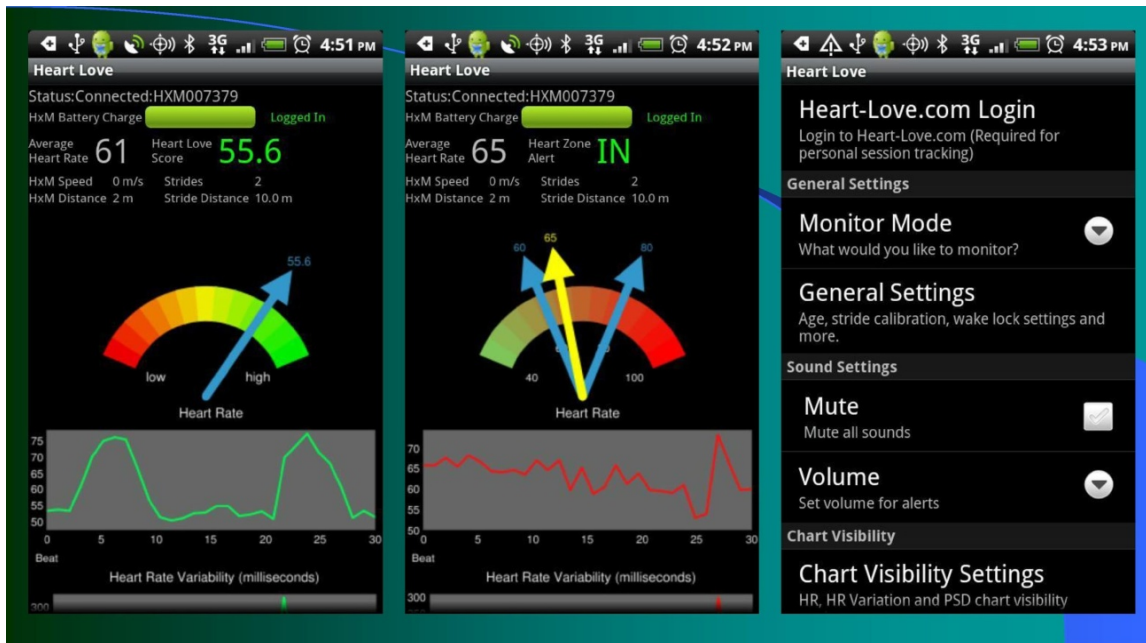 3G 4:51 PM
Heart Love
Status:Connected:HXM007379
HxM Battery Charge Logged In
Average Heart Rate 61 Heart Love Score 55.6
HxM Speed 0 m/s Strides 2
HxM Distance 2 m Stride Distance 10.0 m
55.6
low high
Heart Rate
75
70
65
60
55
50
0 5 10 15 20 25 30
Beat
Heart Rate Variability (milliseconds)
300
3G 4:52 PM
Heart Love
Status:Connected:HXM007379
HxM Battery Charge Logged In
Average Heart Rate 65 Heart Zone Alert IN
HxM Speed 0 m/s Strides 2
HxM Distance 2 m Stride Distance 10.0 m
60 65 80
40 100
Heart Rate
70
65
60
55
50
0 5 10 15 20 25 30
Beat
Heart Rate Variability (milliseconds)
300
3G 4:53 PM
Heart Love
Heart-Love.com Login
Login to Heart-Love.com (Required for
personal session tracking)
General Settings
Monitor Mode
What would you like to monitor?
General Settings
Age, stride calibration, wake lock settings and
more.
Sound Settings
Mute
Mute all sounds
Volume
Set volume for alerts
Chart Visibility
Chart Visibility Settings
HR, HR Variation and PSD chart visibility